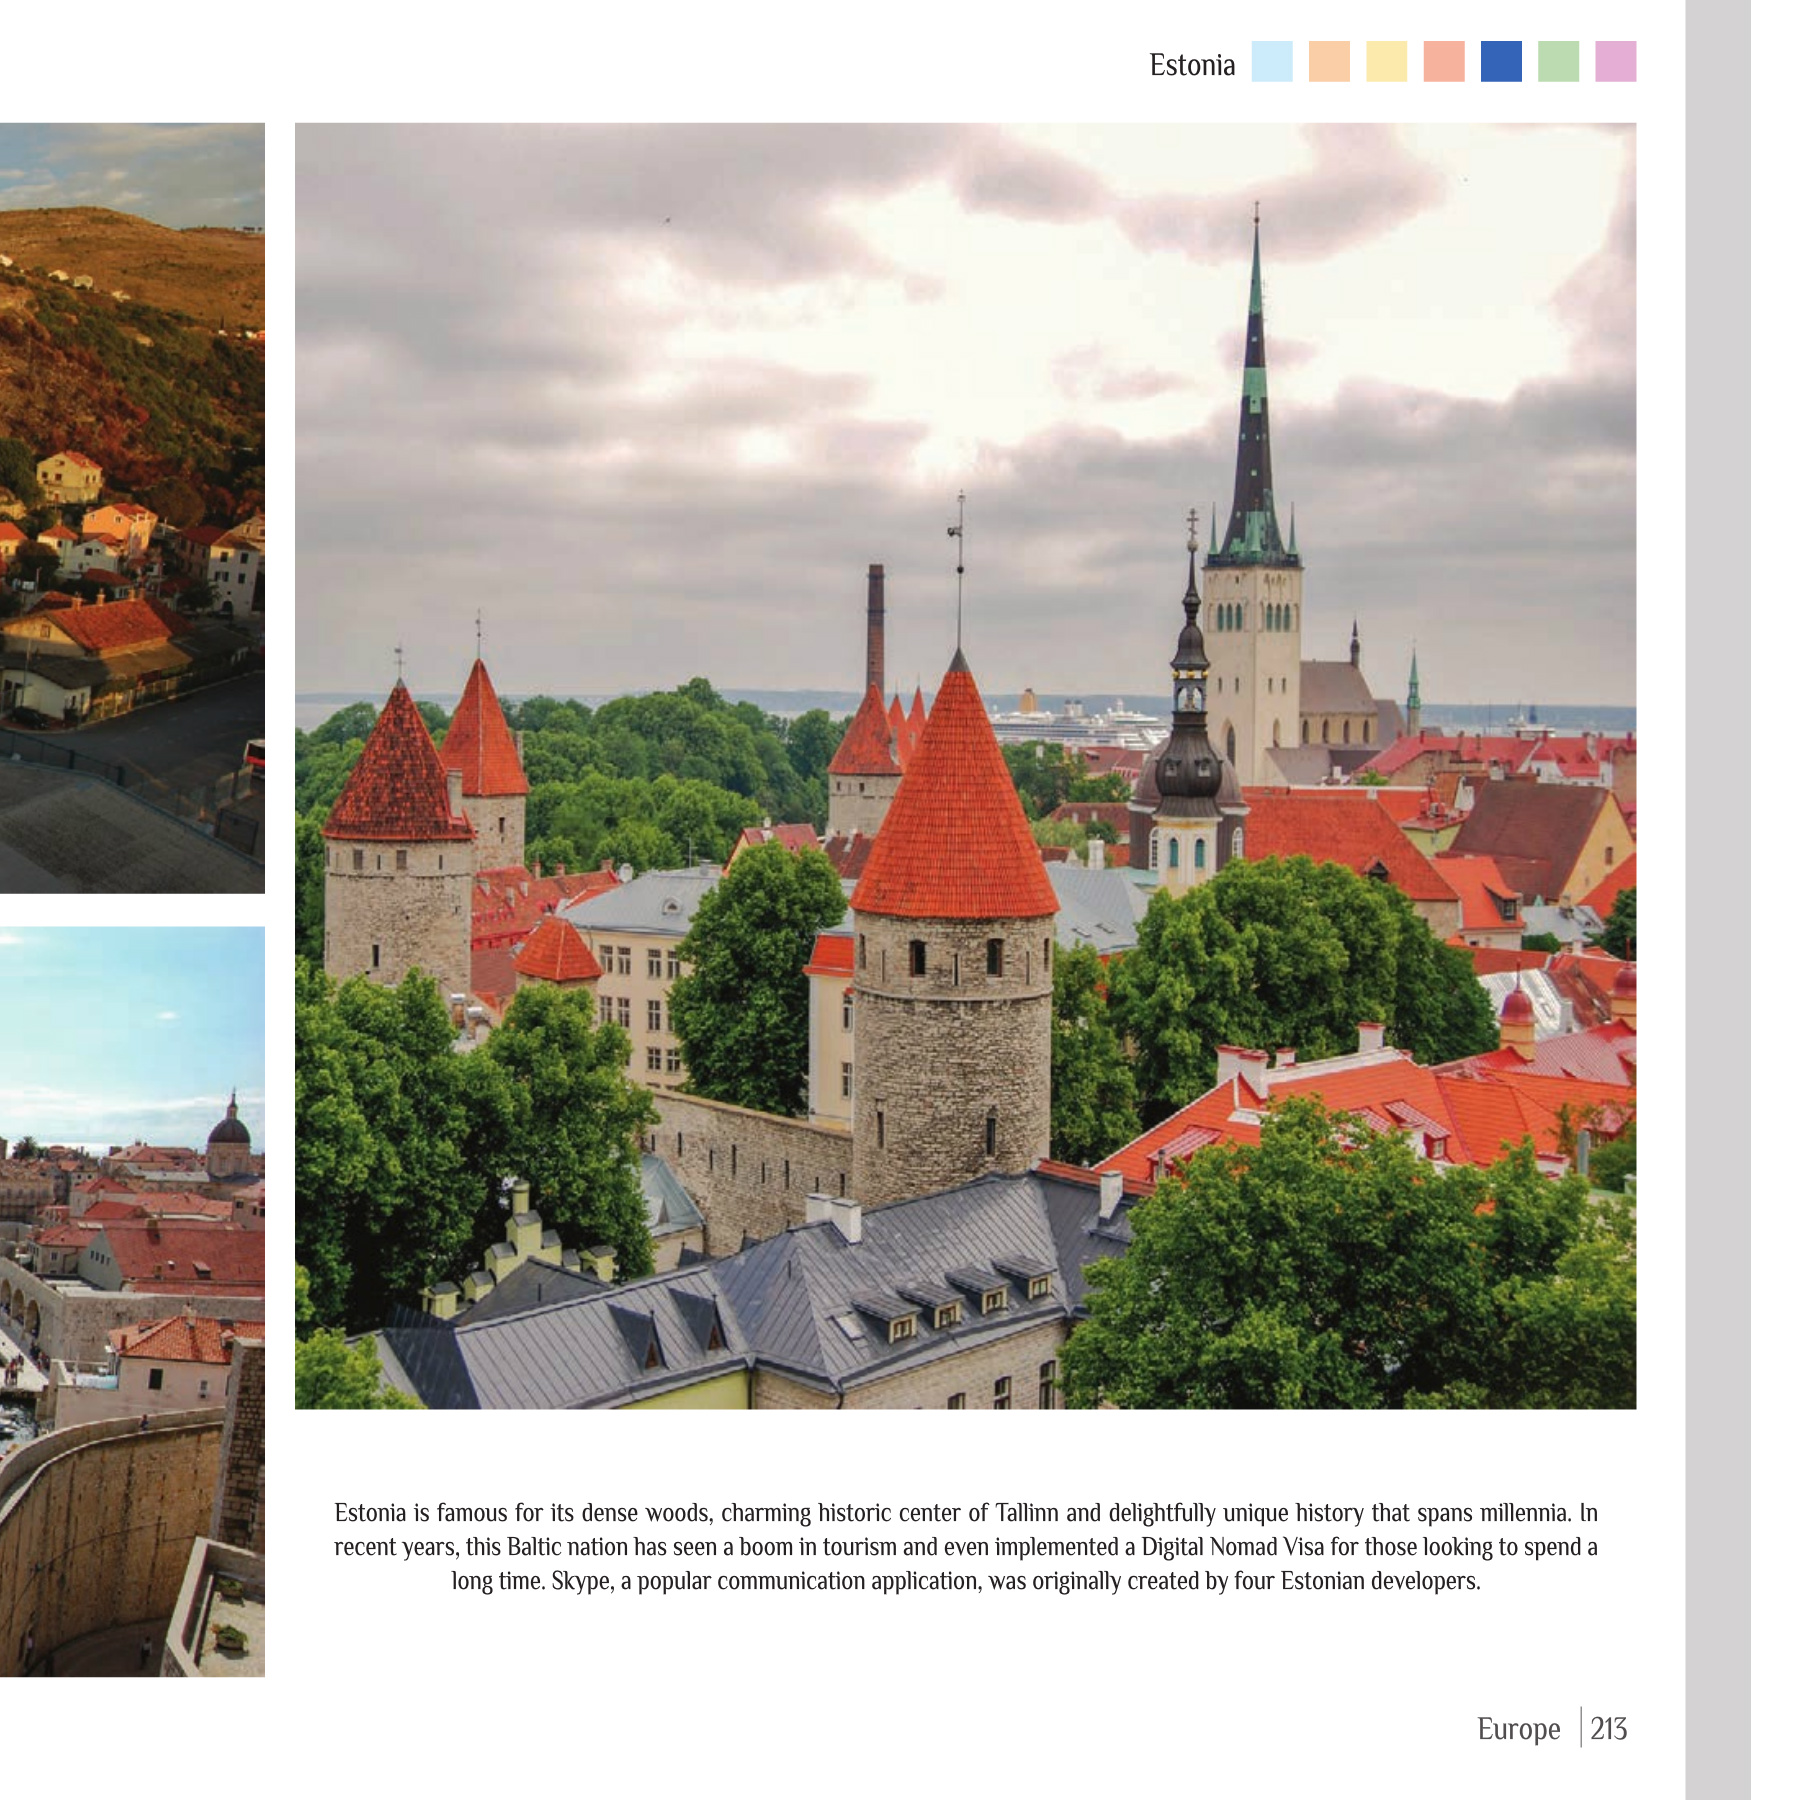 Estonia
Estonia is famous for its dense woods, charming historic center of Tallinn and delightfully unique history that spans millennia. In
recent years, this Baltic nation has seen a boom in tourism and even implemented a Digital Nomad Visa for those looking to spend a
long time. Skype, a popular communication application, was originally created by four Estonian developers.
Europe | 213